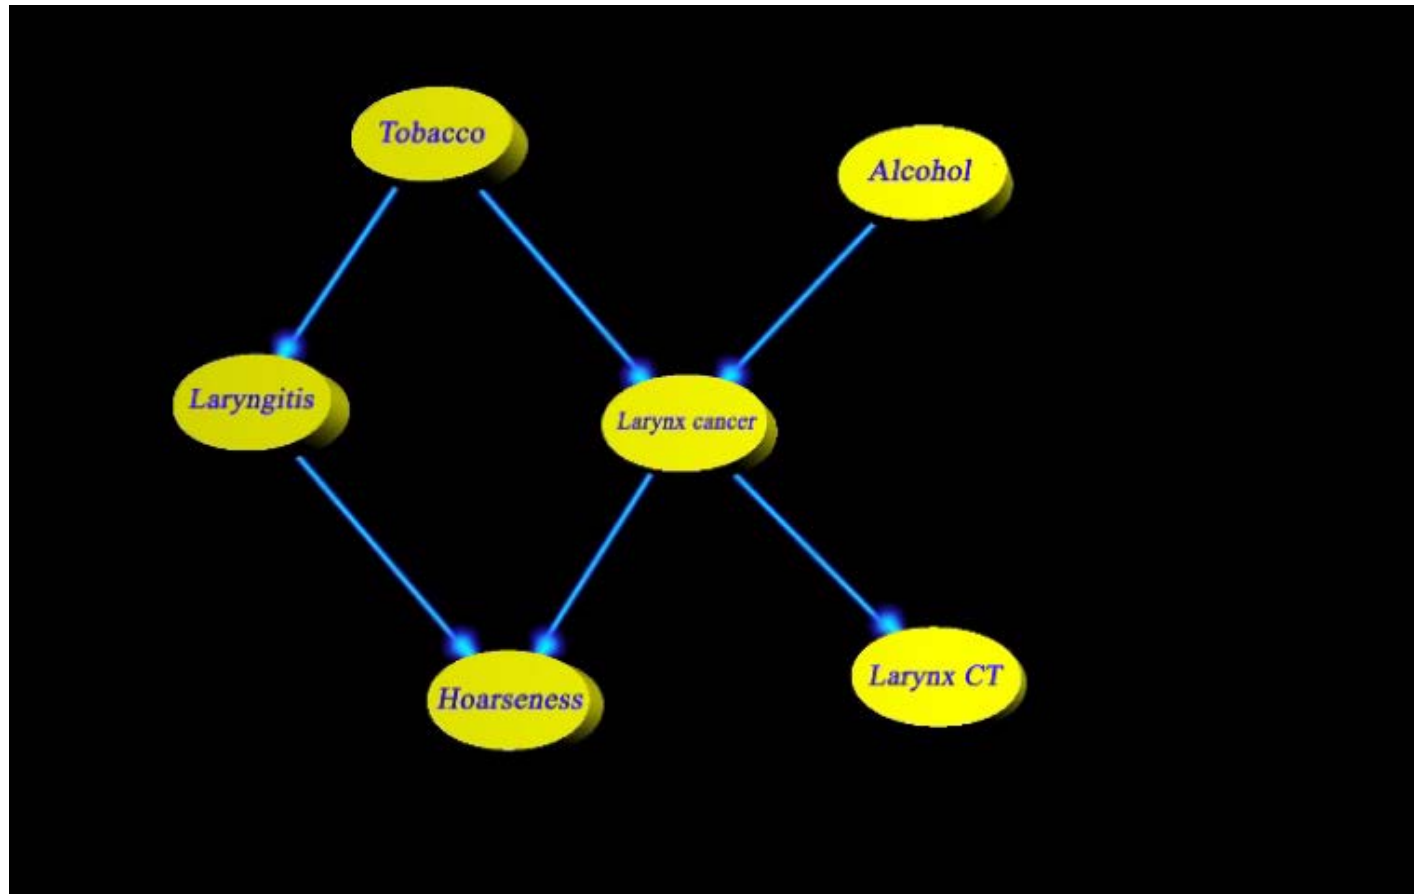 Tobacco
Alcohol
Laryngitis
Larynx cancer
Hoarseness
Larynx CT